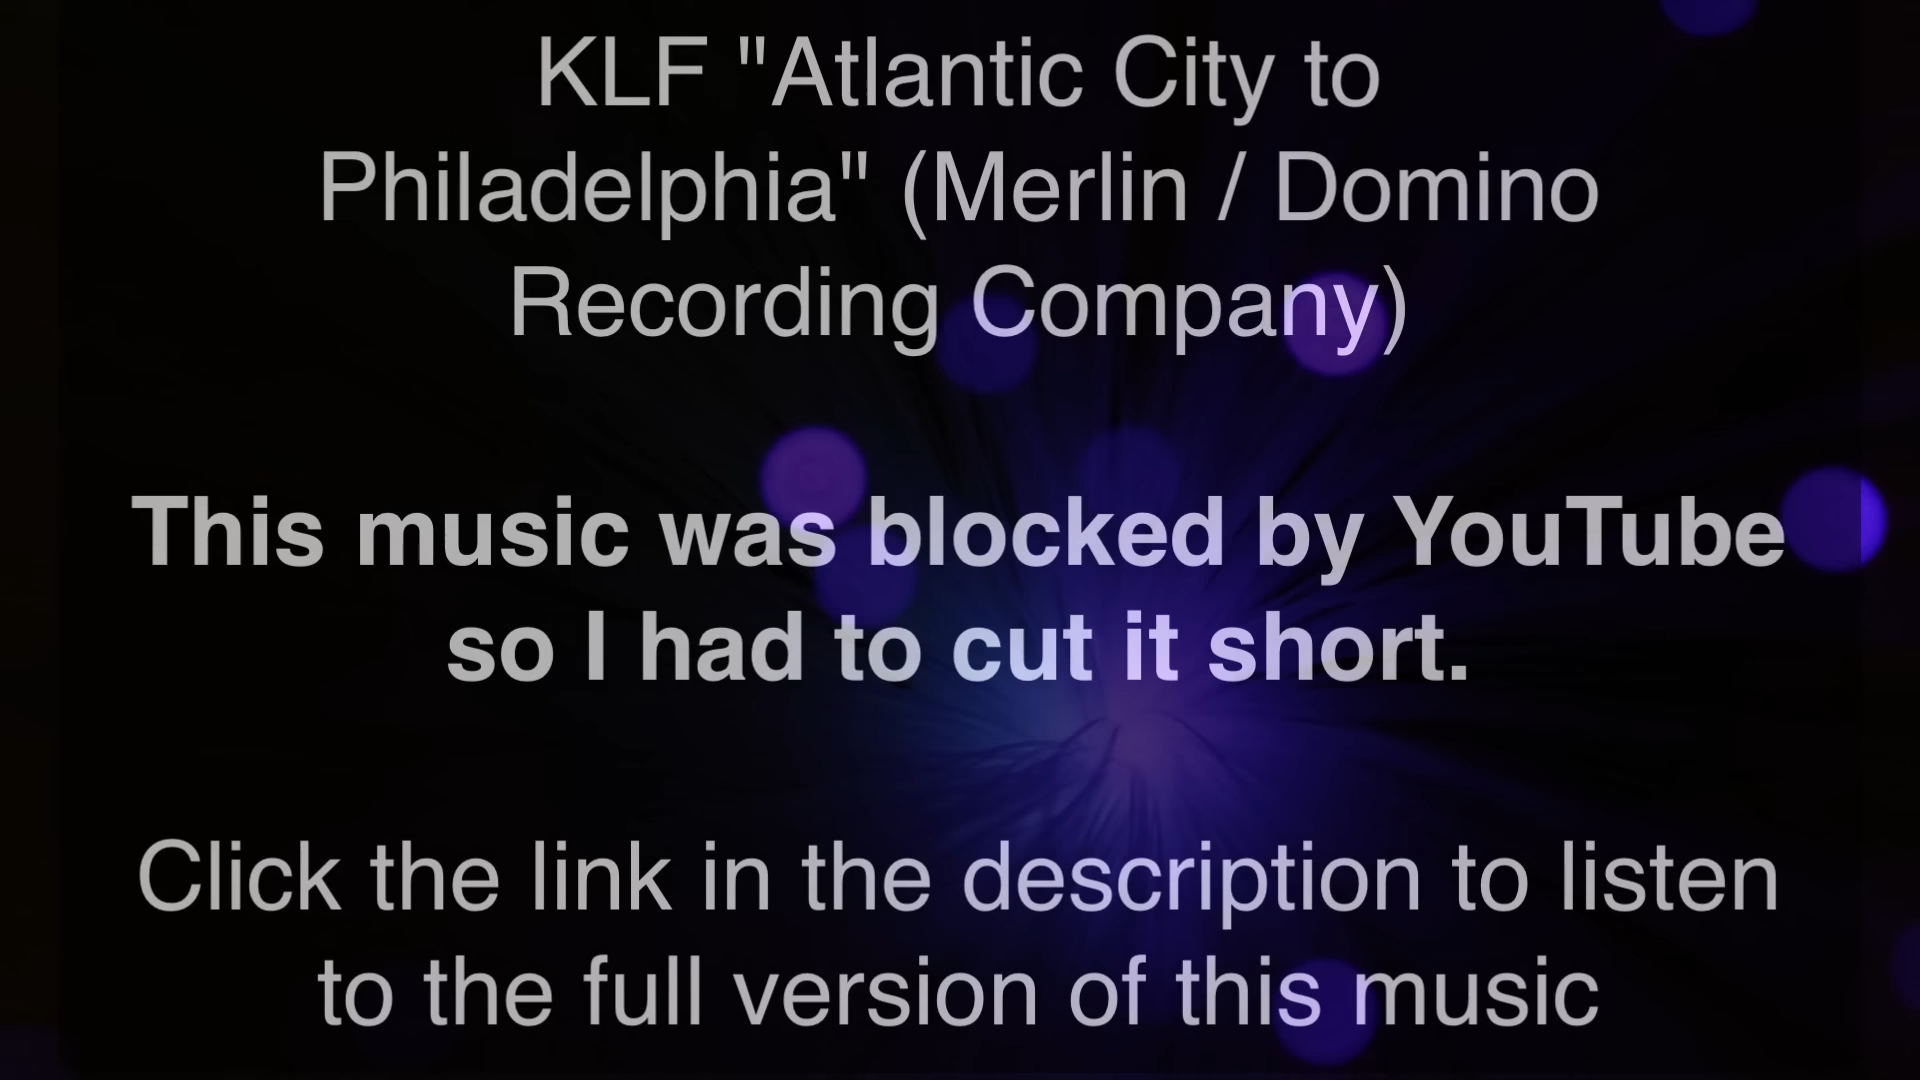 KLF "Atlantic City to
Philadelphia" (Merlin / Domino
Recording Company)
This music was blocked by YouTube
so I had to cut it short.
Click the link in the description to listen
to the full version of this music